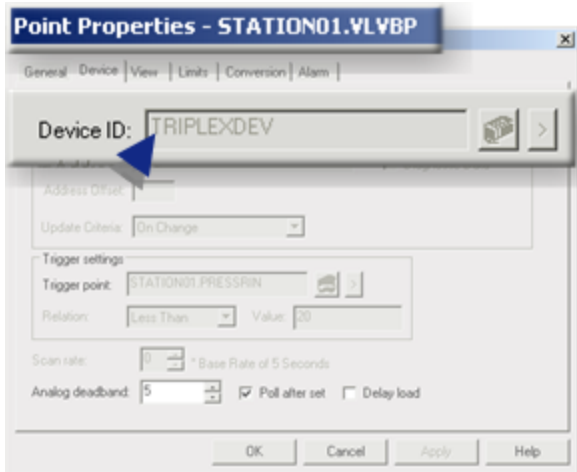 Point Properties - STATION01.VLVBP
General Device View Limits Conversion Alarm
Device ID: TRIPLEXDEV
Address Offset:
Update Criteria: On Change
Trigger settings
Trigger point: STATION01.PRESSRIN
Relation: Less Than Value: 20
Scan rate: 0 * Base Rate of 5 Seconds
Analog deadband: 5 Poll after set Delay load
OK Cancel Apply Help